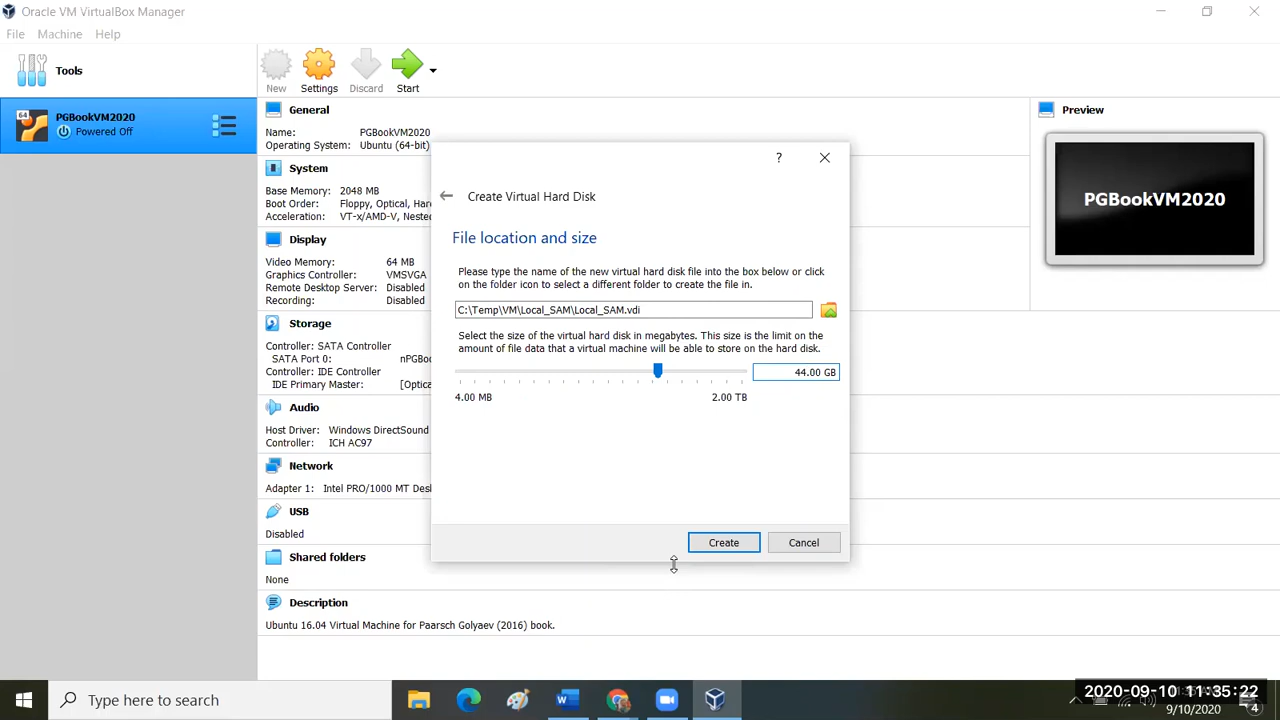 Oracle VM VirtualBox Manager
File Machine Help
Tools
New Settings Discard Start
64 PGBookVM2020
Powered Off
General
Name: PGBookVM2020
Operating System: Ubuntu (64-bit)
System
Base Memory: 2048 MB
Boot Order: Floppy, Optical, Har
Acceleration: VT-x/AMD-V, Nested
Display
Video Memory: 64 MB
Graphics Controller: VMSVGA
Remote Desktop Server: Disabled
Recording: Disabled
Storage
Controller: SATA Controller
SATA Port 0: nPGBo
Controller: IDE Controller
IDE Primary Master: [Optica
Audio
Host Driver: Windows DirectSound
Controller: ICH AC97
Network
Adapter 1: Intel PRO/1000 MT Desk
USB
Disabled
Shared folders
None
Description
Ubuntu 16.04 Virtual Machine for Paarsch Golyaev (2016) book.
Preview
PGBookVM2020
?
Create Virtual Hard Disk
File location and size
Please type the name of the new virtual hard disk file into the box below or click
on the folder icon to select a different folder to create the file in.
C:\Temp\VM\Local_SAM\Local_SAM.vdi
Select the size of the virtual hard disk in megabytes. This size is the limit on the
amount of file data that a virtual machine will be able to store on the hard disk.
44.00 GB
4.00 MB 2.00 TB
Create Cancel
Type here to search
2020-09-10 11:35:22
9/10/2020
4